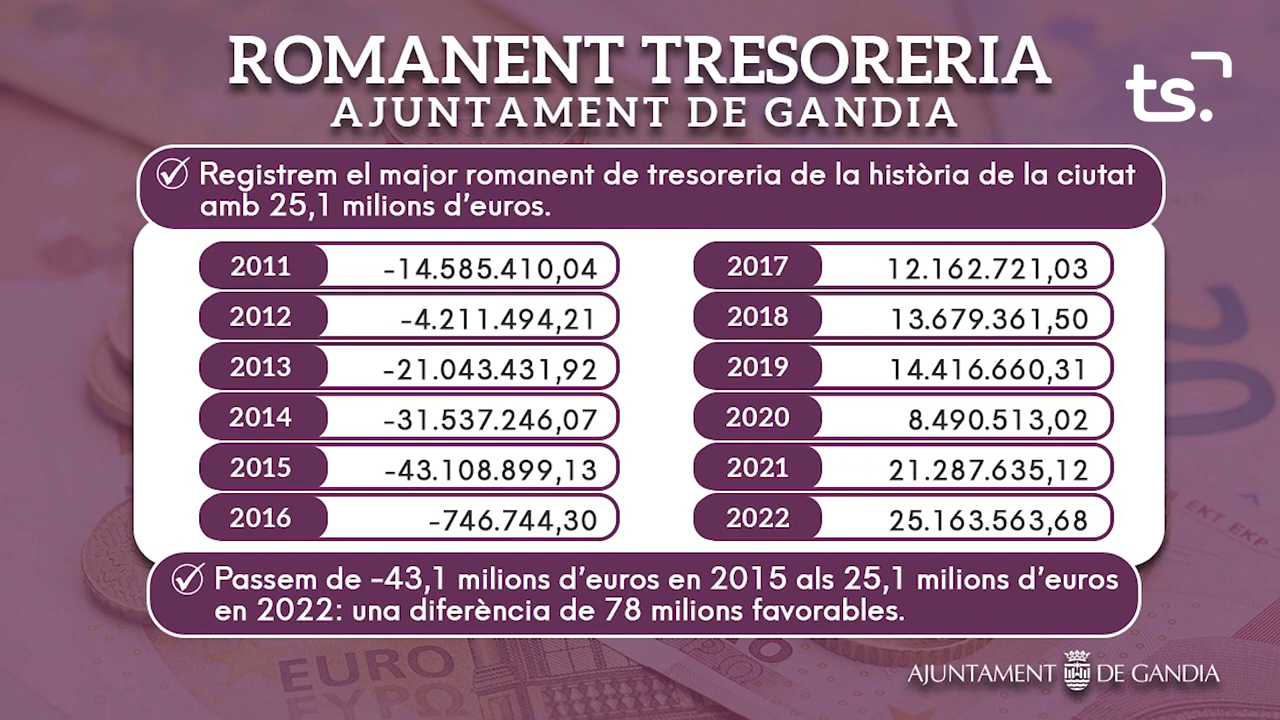 ROMANENT TRESORERIA
AJUNTAMENT DE GANDIA
ts.
Registrem el major romanent de tresoreria de la història de la ciutat
amb 25,1 milions d'euros.
2011 -14.585.410,04
2012 -4.211.494,21
2013 -21.043.431,92
2014 -31.537.246,07
2015 -43.108.899,13
2016 -746.744,30
2017 12.162.721,03
2018 13.679.361,50
2019 14.416.660,31
2020 8.490.513,02
2021 21.287.635,12
2022 25.163.563,68
Passem de -43,1 milions d'euros en 2015 als 25,1 milions d'euros
en 2022: una diferència de 78 milions favorables.
EKT EKP
EURO
EYPO
AJUNTAMENT DE GANDIA